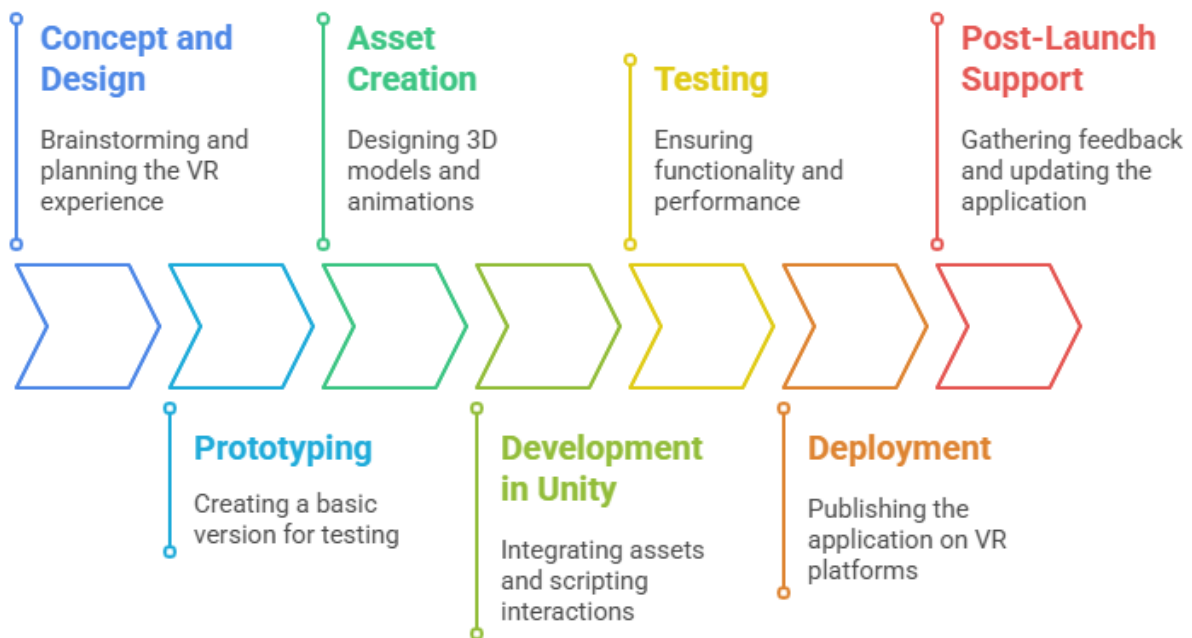 Concept and
Design
Brainstorming and
planning the VR
experience
Prototyping
Creating a basic
version for testing
Asset
Creation
Designing 3D
models and
animations
Development
in Unity
Integrating assets
and scripting
interactions
Testing
Ensuring
functionality and
performance
Deployment
Publishing the
application on VR
platforms
Post-Launch
Support
Gathering feedback
and updating the
application